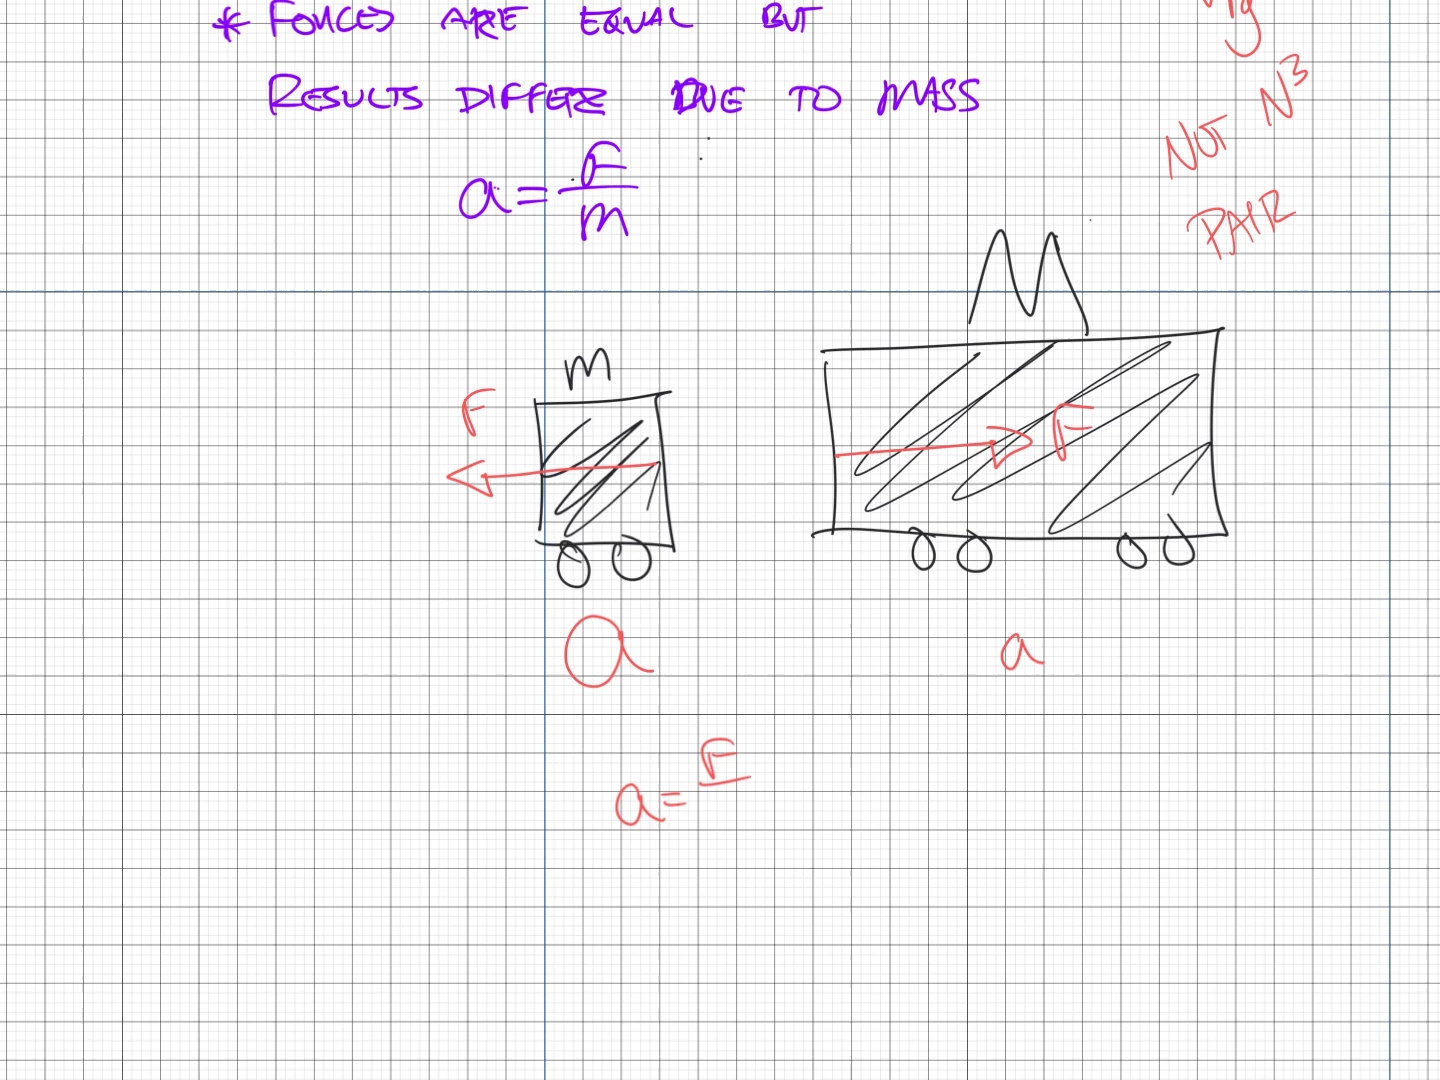 * FORCES ARE EQUAL BUT
RESULTS DIFFER DUE TO MASS
a = F/m
NOT N3
PAIR
M
m
F
F
a
a
a = F